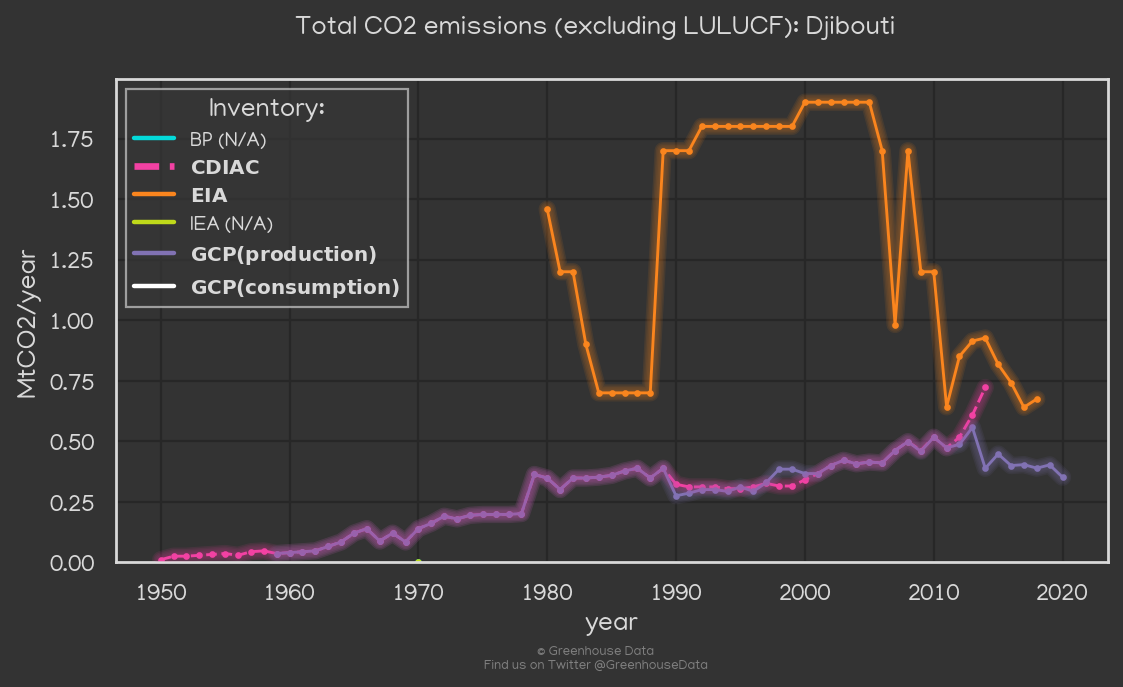 Total CO2 emissions (excluding LULUCF): Djibouti
Inventory:
BP (N/A)
CDIAC
EIA
IEA (N/A)
GCP(production)
GCP(consumption)
MtCO2/year
1.75
1.50
1.25
1.00
0.75
0.50
0.25
0.00
1950 1960 1970 1980 1990 2000 2010 2020
year
© Greenhouse Data
Find us on Twitter @GreenhouseData